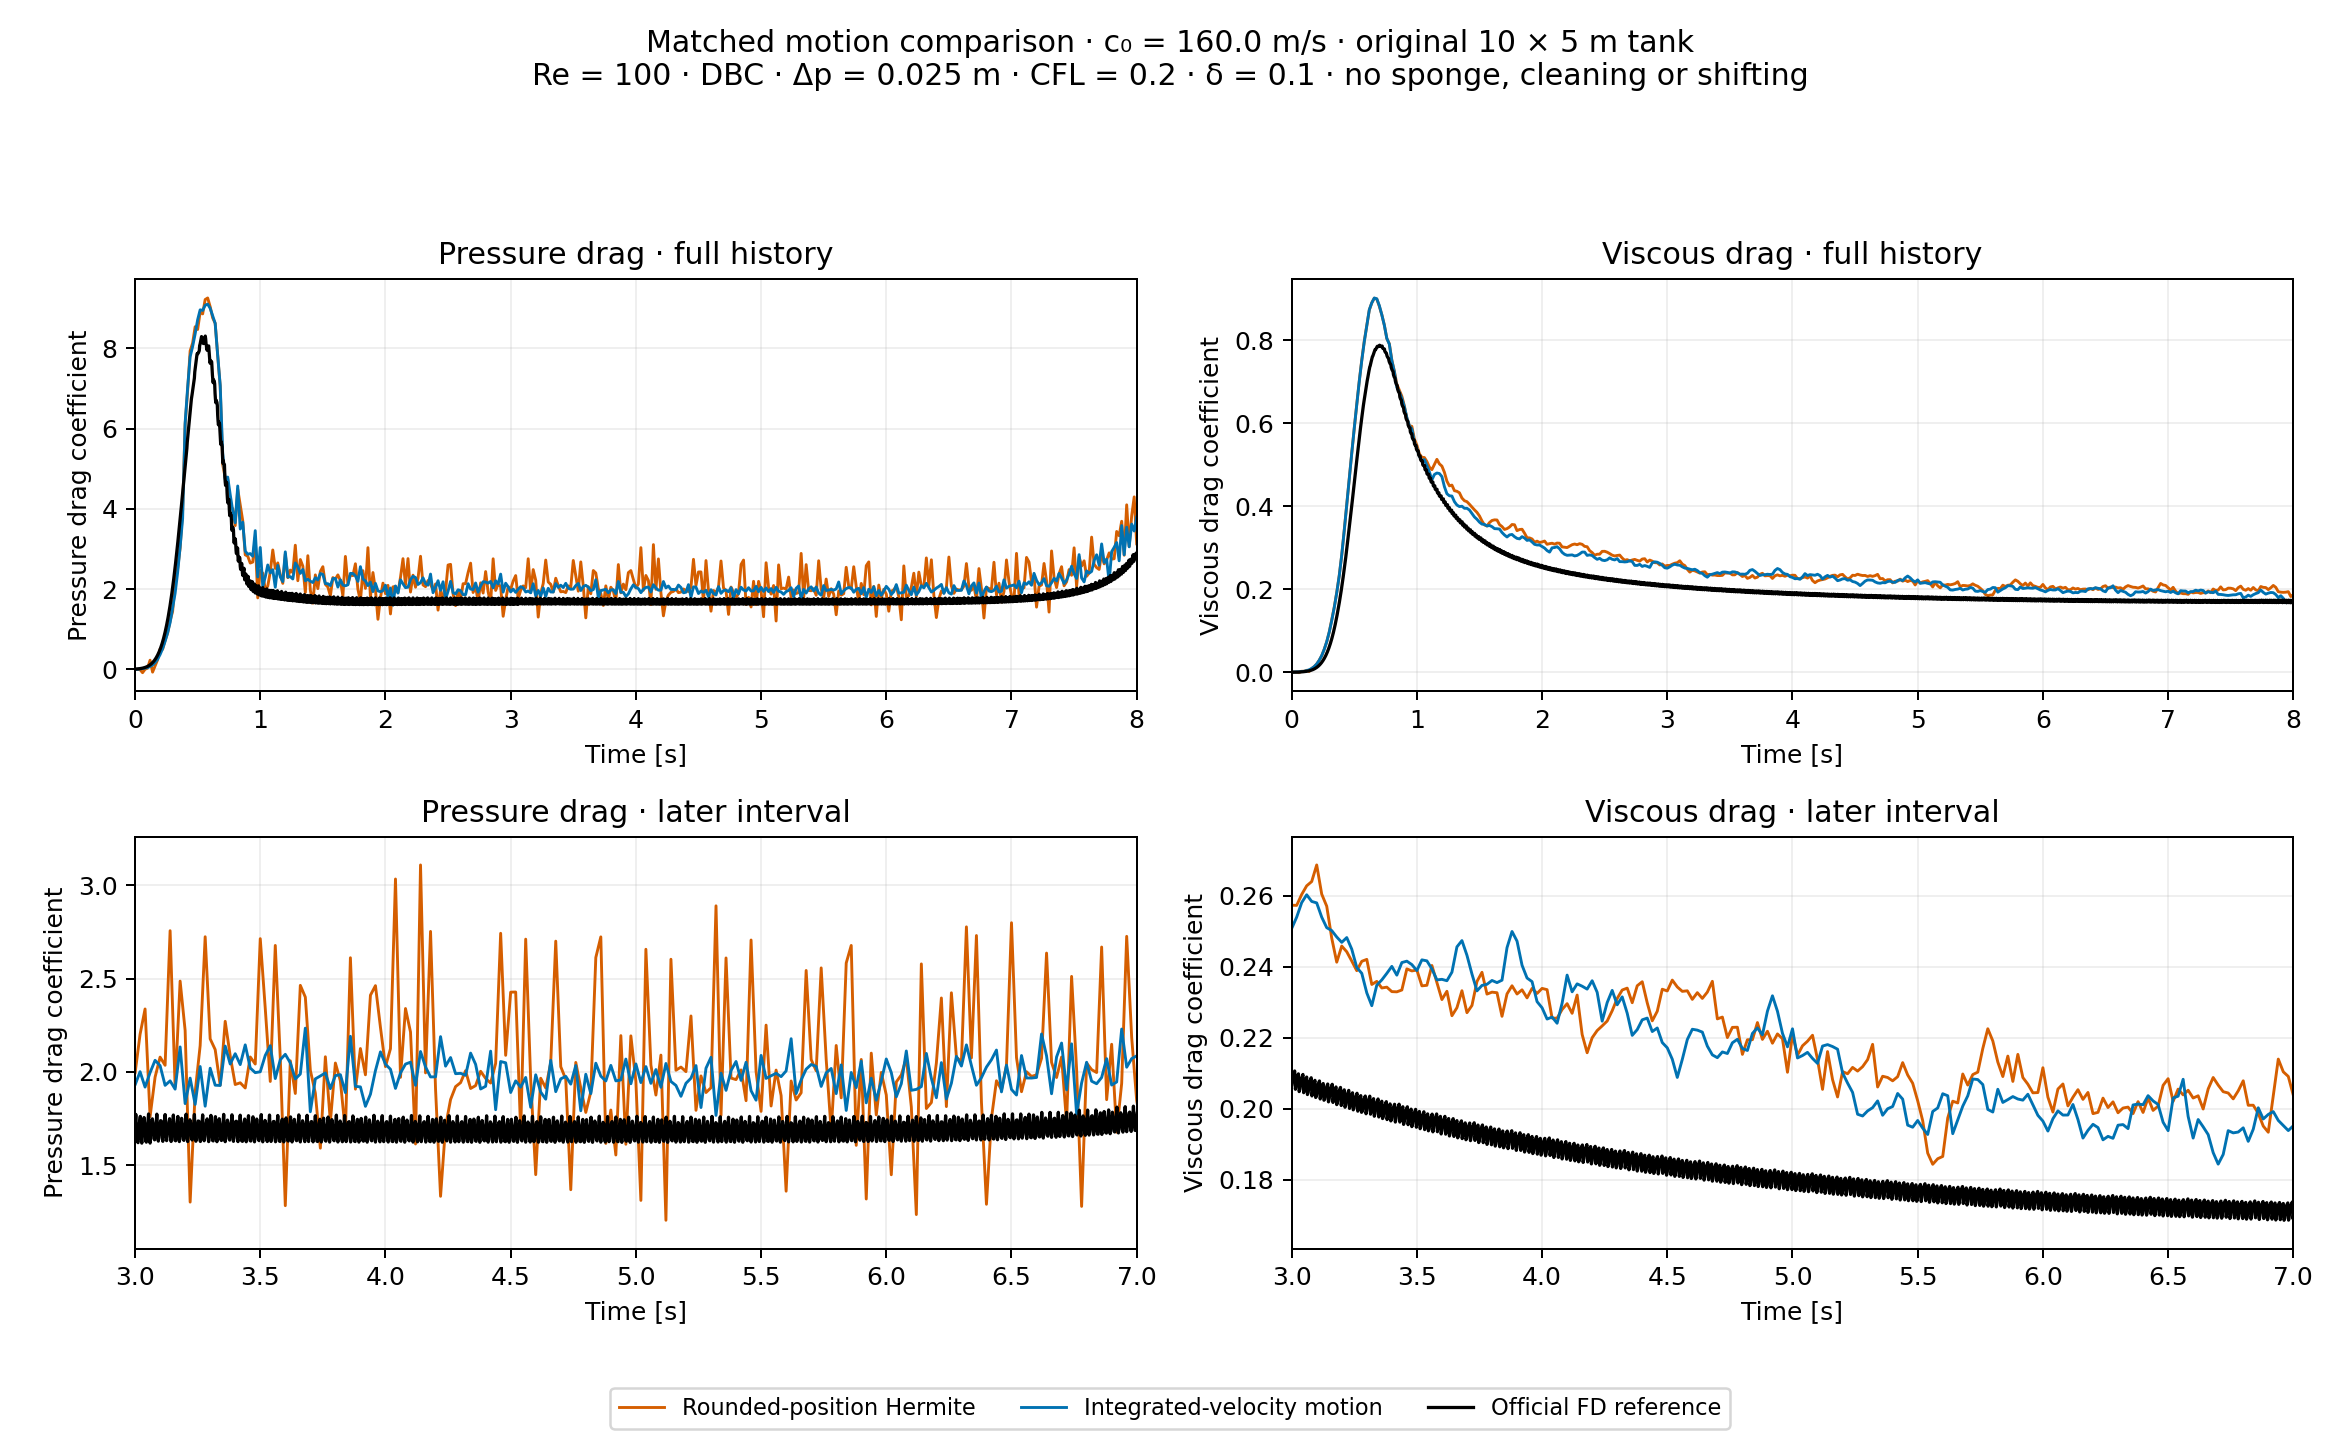 Matched motion comparison · c₀ = 160.0 m/s · original 10 × 5 m tank
Re = 100 · DBC · Δp = 0.025 m · CFL = 0.2 · δ = 0.1 · no sponge, cleaning or shifting
Pressure drag · full history
Pressure drag coefficient
8
6
4
2
0
0 1 2 3 4 5 6 7 8
Time [s]
Viscous drag · full history
Viscous drag coefficient
0.8
0.6
0.4
0.2
0.0
0 1 2 3 4 5 6 7 8
Time [s]
Pressure drag · later interval
Pressure drag coefficient
3.0
2.5
2.0
1.5
3.0 3.5 4.0 4.5 5.0 5.5 6.0 6.5 7.0
Time [s]
Viscous drag · later interval
Viscous drag coefficient
0.26
0.24
0.22
0.20
0.18
3.0 3.5 4.0 4.5 5.0 5.5 6.0 6.5 7.0
Time [s]
Rounded-position Hermite Integrated-velocity motion Official FD reference